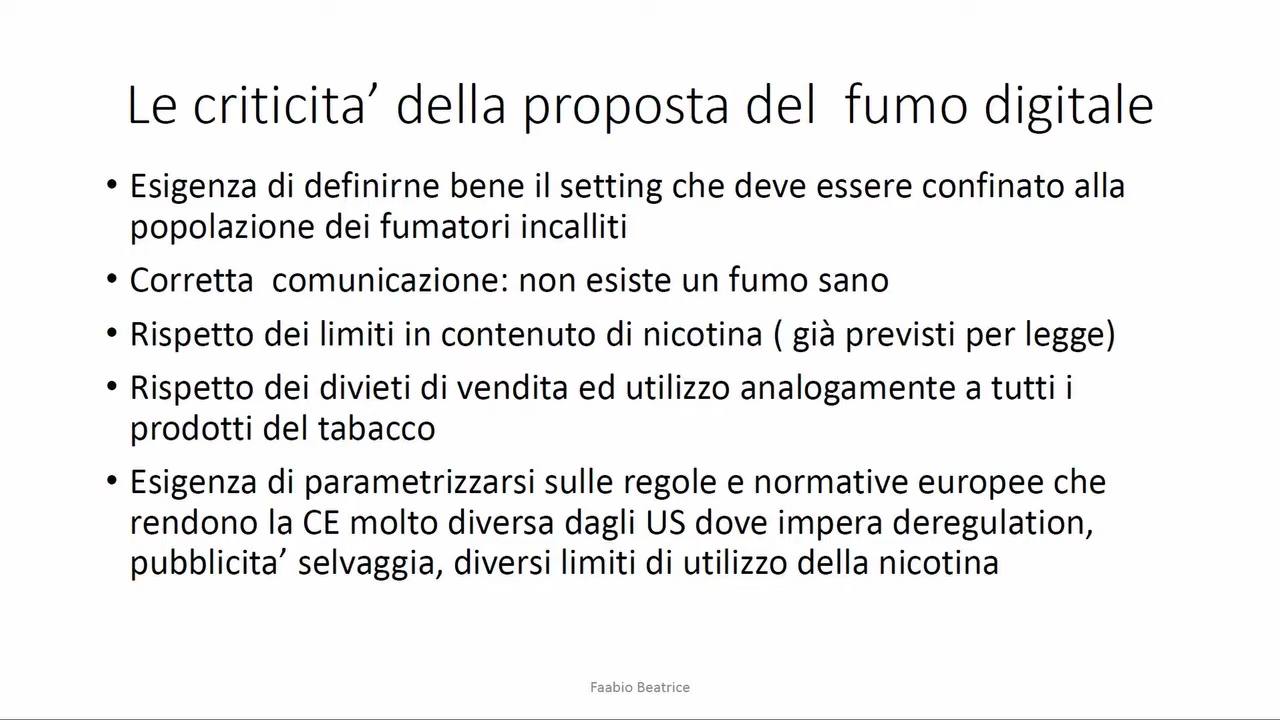 Le criticita’ della proposta del  fumo digitale
• Esigenza di definirne bene il setting che deve essere confinato alla
popolazione dei fumatori incalliti
• Corretta  comunicazione: non esiste un fumo sano
• Rispetto dei limiti in contenuto di nicotina ( già previsti per legge)
• Rispetto dei divieti di vendita ed utilizzo analogamente a tutti i
prodotti del tabacco
• Esigenza di parametrizzarsi sulle regole e normative europee che
rendono la CE molto diversa dagli US dove impera deregulation,
pubblicita’ selvaggia, diversi limiti di utilizzo della nicotina
Faabio Beatrice